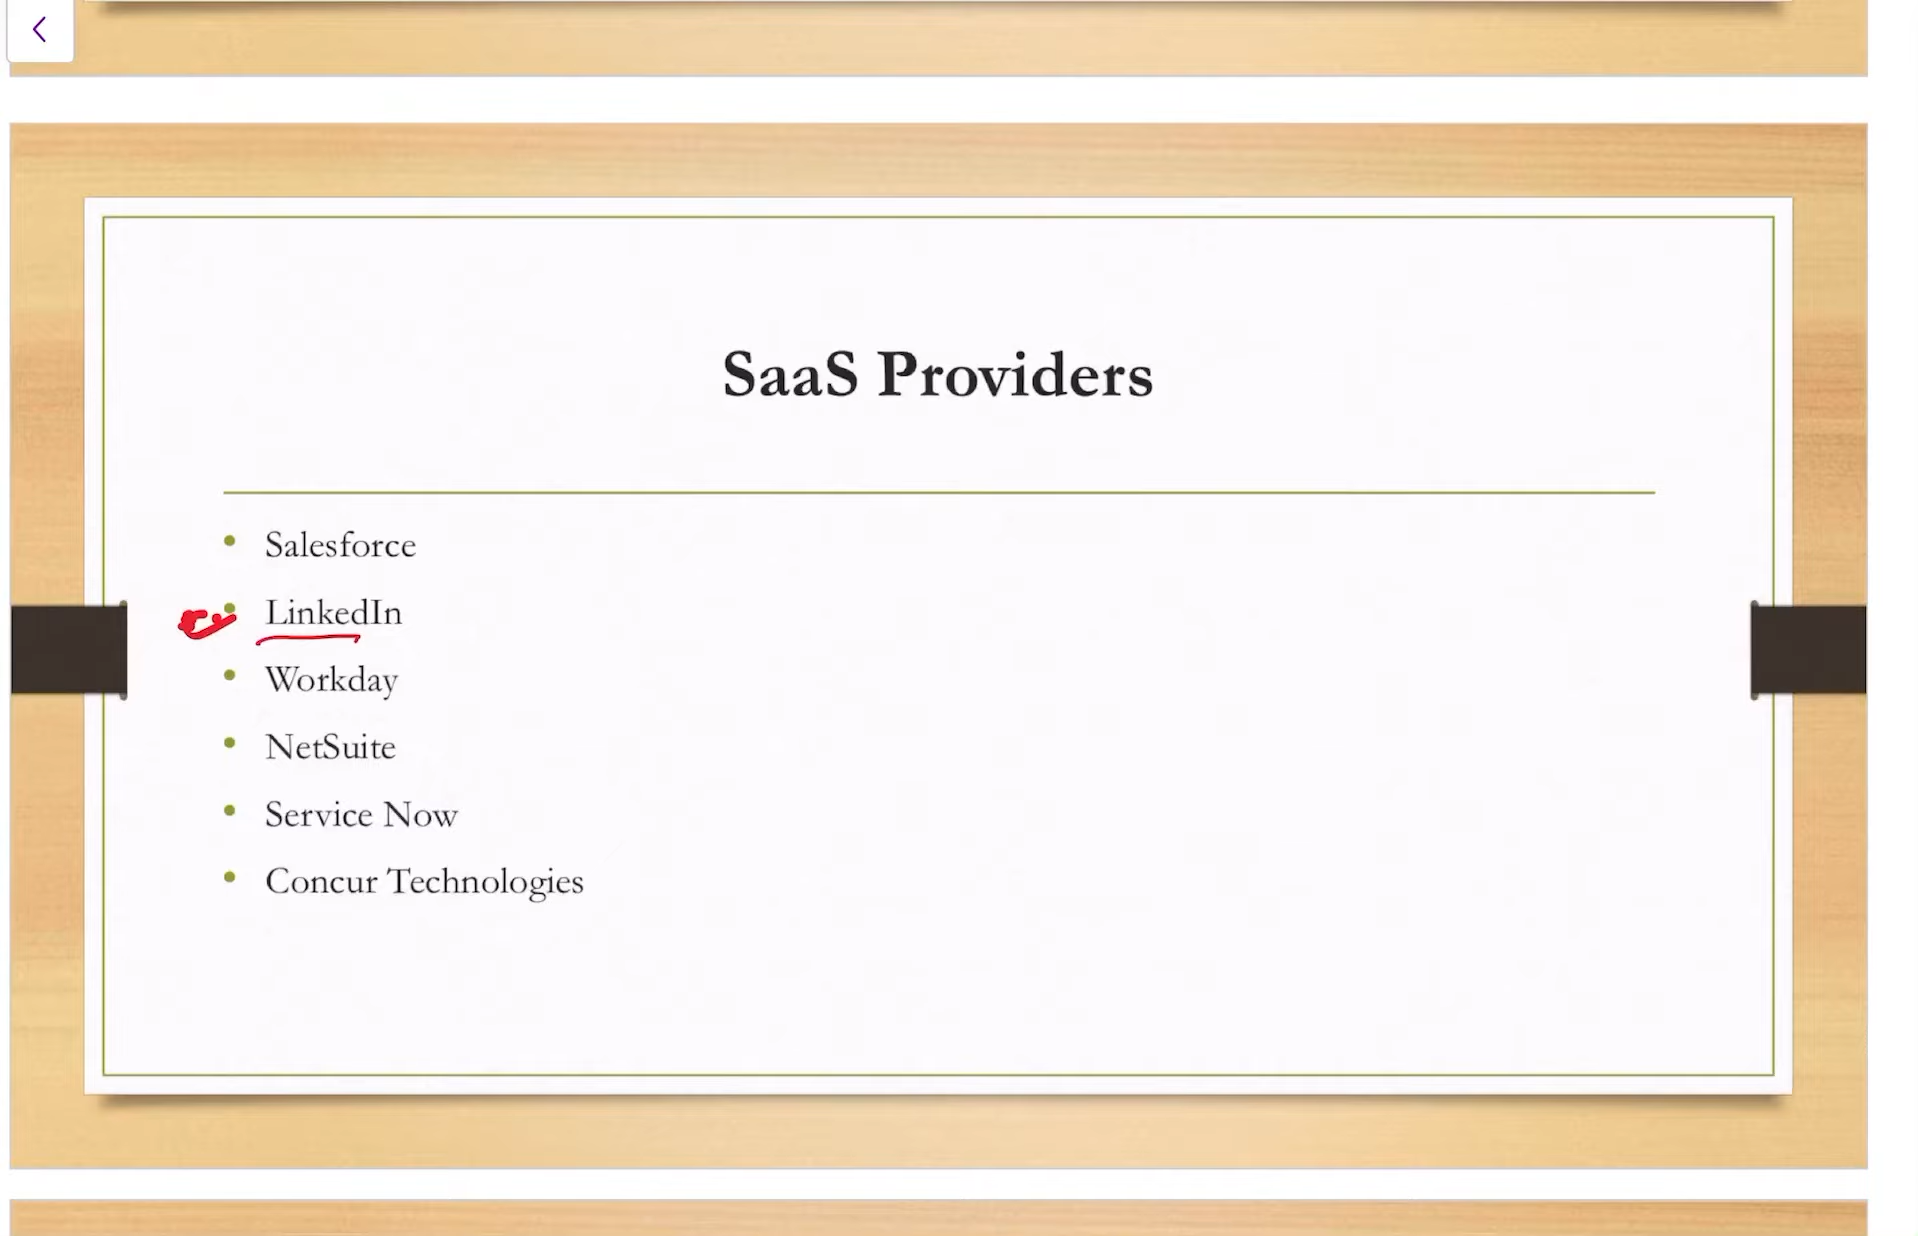 SaaS Providers
• Salesforce
• LinkedIn
• Workday
• NetSuite
• Service Now
• Concur Technologies